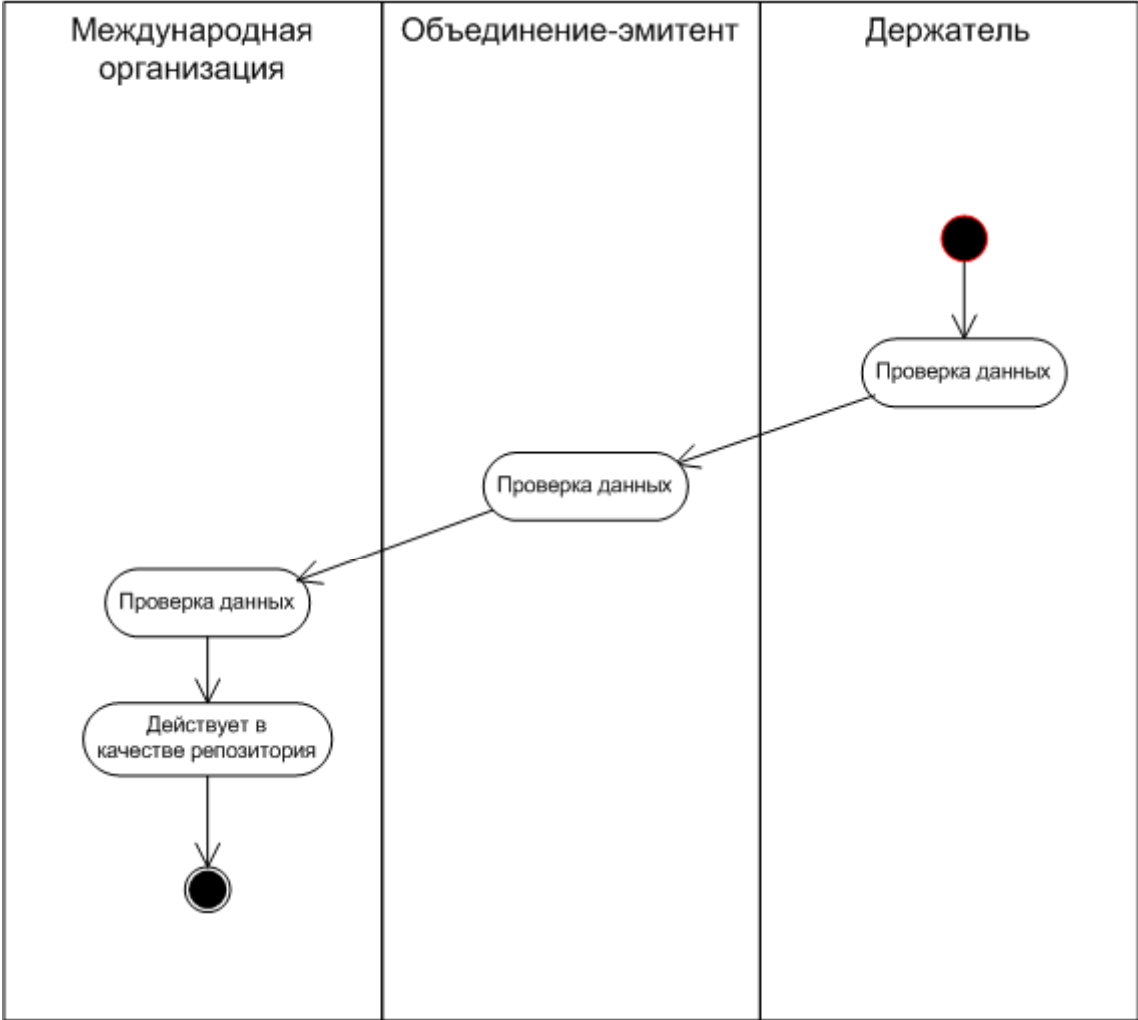 Международная
организация
Объединение-эмитент
Держатель
Проверка данных
Проверка данных
Проверка данных
Действует в
качестве репозитория